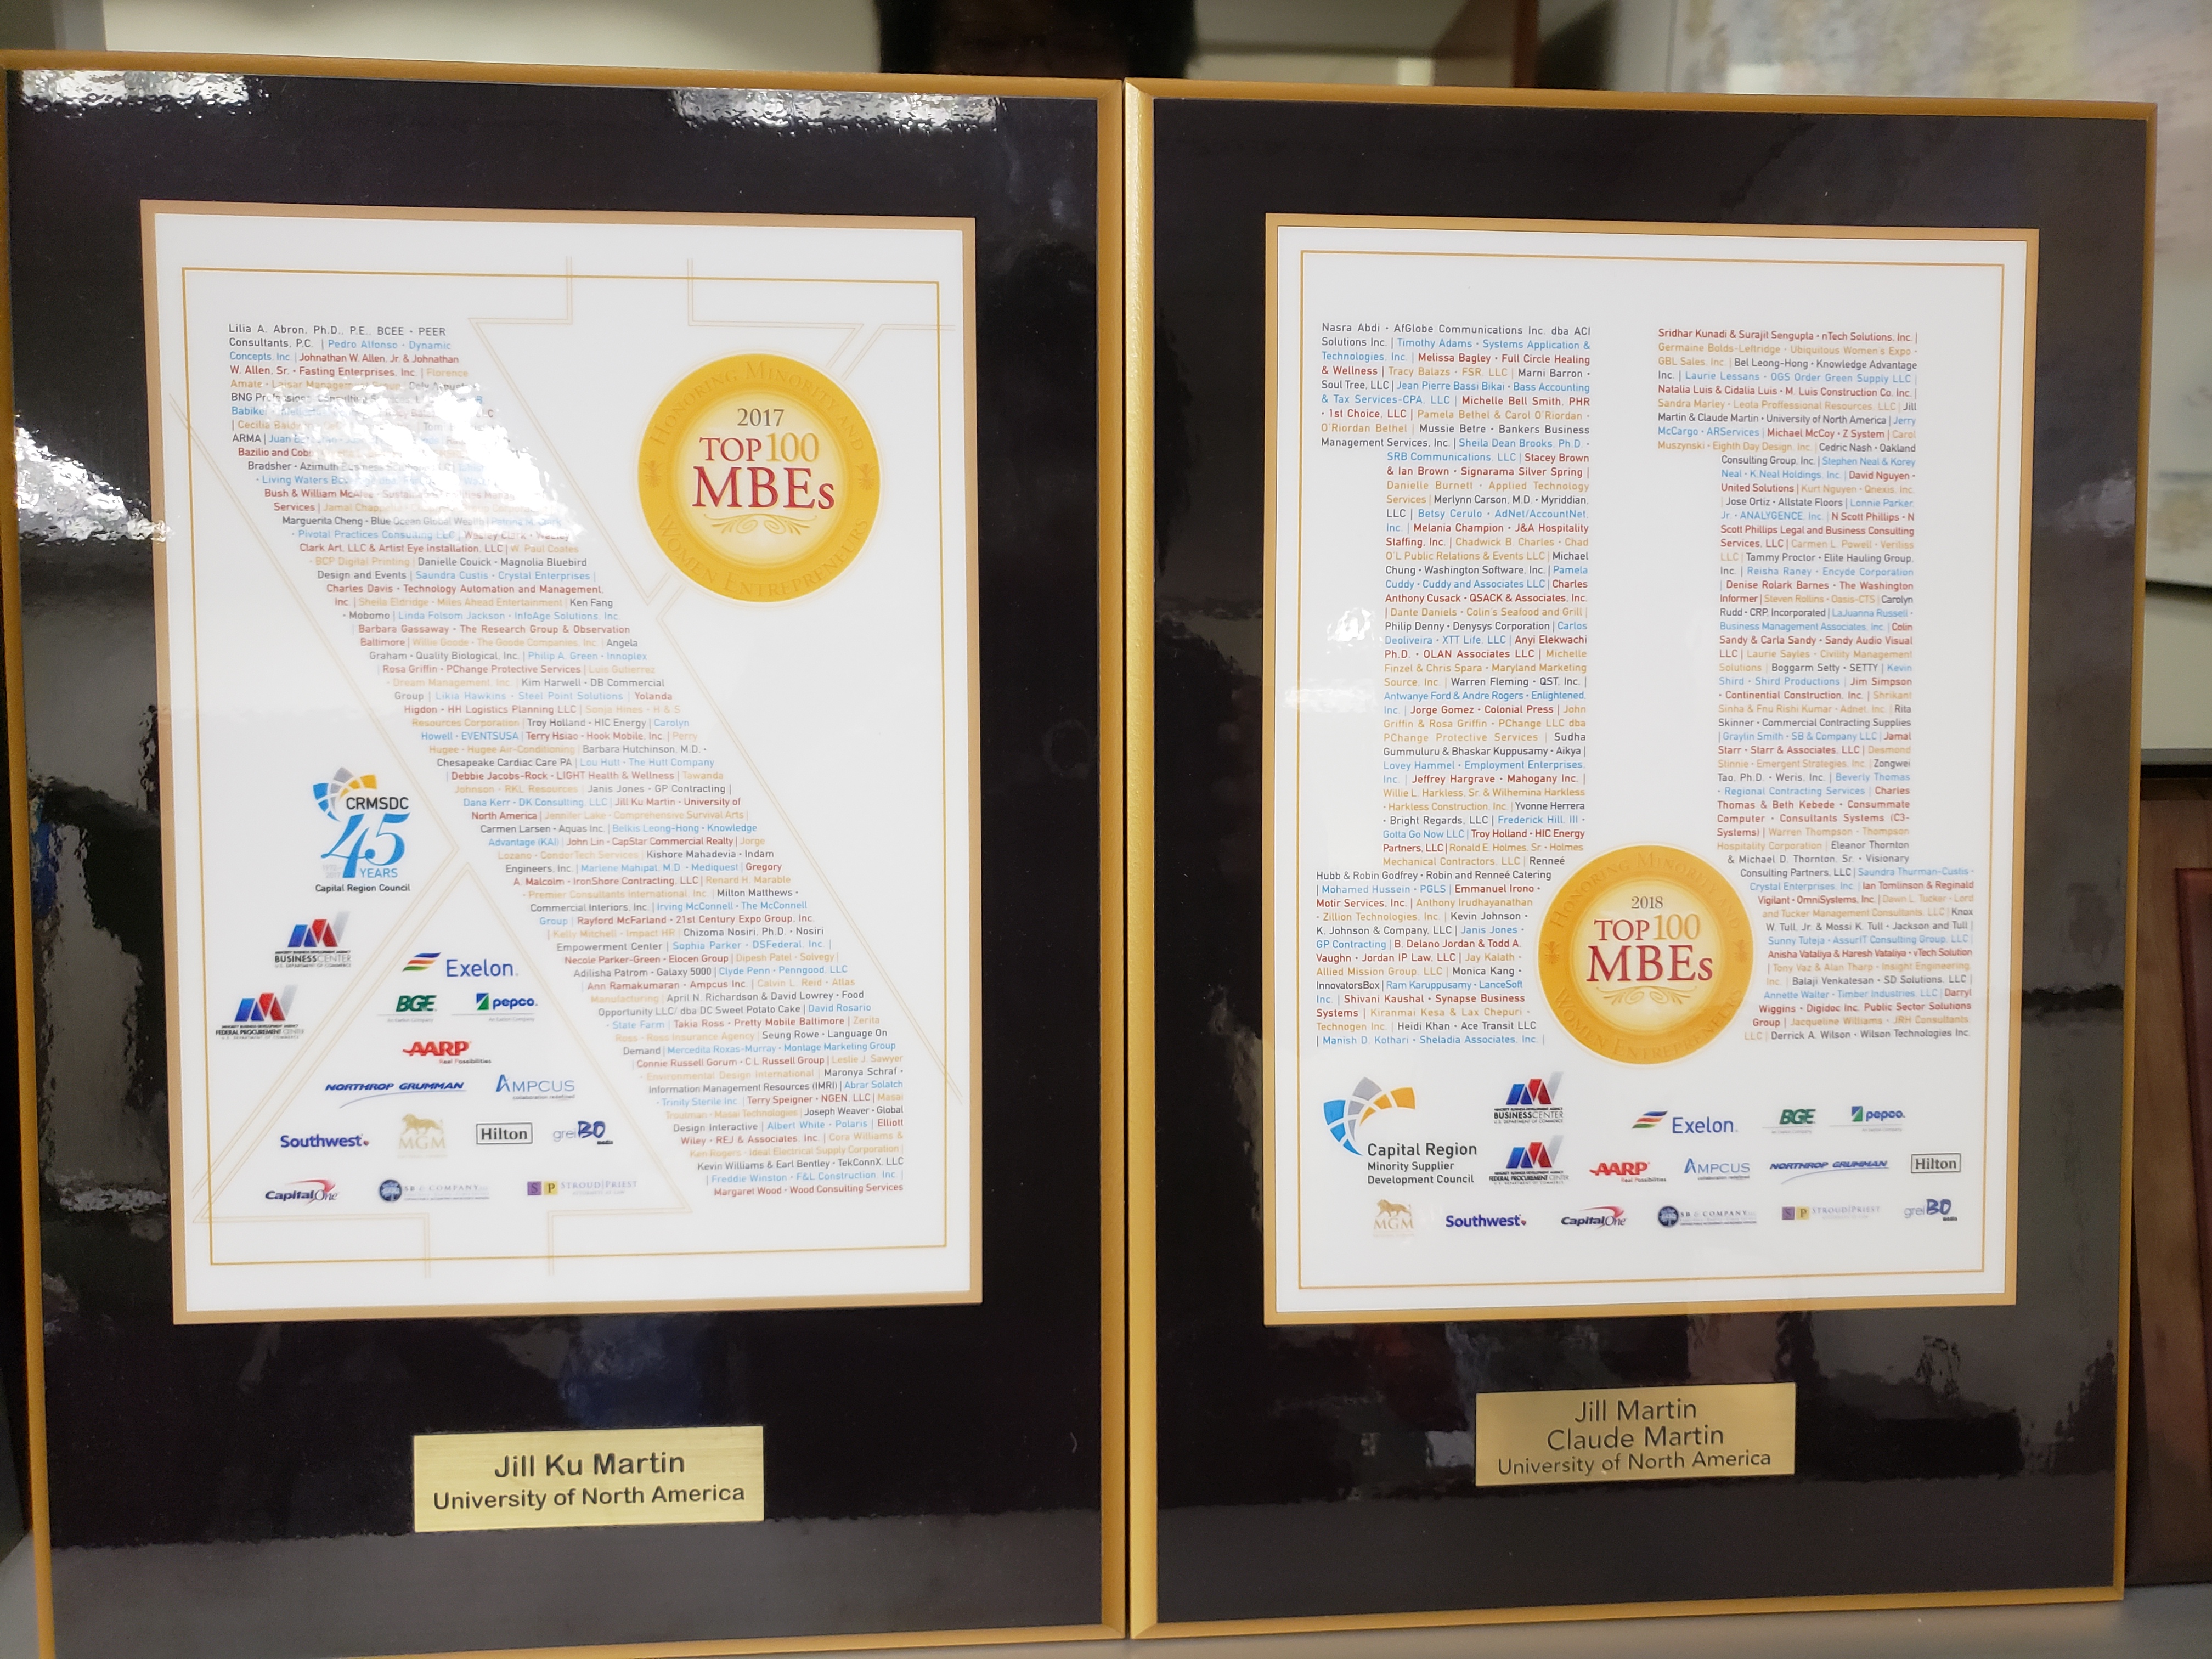 Lilia A. Abron, Ph.D., P.E., BCEE • PEER
Consultants, P.C. | Pedro Alfonso • Dynamic
Concepts, Inc. | Johnathan W. Allen, Jr. & Johnathan
W. Allen, Sr. • Fasting Enterprises, Inc. | Florence
Marguerita Cheng • Blue Ocean Global Wealth
• Pivotal Practices Consulting LLC
Clark Art, LLC & Artist Eye Installation, LLC | W. Paul Coates
• BCP Digital Printing | Danielle Couick • Magnolia Bluebird
Design and Events | Saundra Custis • Crystal Enterprises |
Charles Davis • Technology Automation and Management,
Inc. | Sheila Eldridge • Miles Ahead Entertainment | Ken Fang
• Mobomo | Linda Folsom Jackson • InfoAge Solutions, Inc.
Barbara Gassaway • The Research Group & Observation
Baltimore | Willie Goode • The Goode Companies, Inc. | Angela
Graham • Quality Biological, Inc. | Philip A. Green • Innoplex
| Rosa Griffin • PChange Protective Services | Luis Gutierrez
• Dream Management, Inc. | Kim Harwell • DB Commercial
Group | Likia Hawkins • Steel Point Solutions | Yolanda
Higdon • HH Logistics Planning LLC | Sonja Hines • H & S
Resources Corporation | Troy Holland • HIC Energy | Carolyn
Howell • EVENTSUSA | Terry Hsiao • Hook Mobile, Inc. | Perry
Hugee • Hugee Air-Conditioning | Barbara Hutchinson, M.D. •
Chesapeake Cardiac Care PA | Lou Hutt • The Hutt Company
| Debbie Jacobs-Rock • LIGHT Health & Wellness | Tawanda
Johnson • RKL Resources | Janis Jones • GP Contracting |
Dana Kerr • DK Consulting, LLC | Jill Ku Martin • University of
North America | Jennifer Lake • Comprehensive Survival Arts |
Carmen Larsen • Aquas Inc. | Belkis Leong-Hong • Knowledge
Advantage (KAI) | John Lin • CapStar Commercial Realty | Jorge
Lozano • CondorTech Services | Kishore Mahadevia • Indam
Engineers, Inc. | Marlene Mahipal, M.D. • Mediquest | Gregory
A. Malcolm • IronShore Contracting, LLC | Renard H. Marable
• Premier Consultants International, Inc. | Milton Matthews •
Commercial Interiors, Inc. | Irving McConnell • The McConnell
Group | Rayford McFarland • 21st Century Expo Group, Inc.
| Kelly Mitchell • Impact HR | Chizoma Nosiri, Ph.D. • Nosiri
Empowerment Center | Sophia Parker • DSFederal, Inc. |
Necole Parker-Green • Elocen Group | Dipesh Patel • Solvegy |
Adilisha Patrom • Galaxy 5000 | Clyde Penn • Penngood, LLC
| Ann Ramakumaran • Ampcus Inc. | Calvin L. Reid • Atlas
Manufacturing | April N. Richardson & David Lowrey • Food
Opportunity LLC/ dba DC Sweet Potato Cake | David Rosario
• State Farm | Takia Ross • Pretty Mobile Baltimore | Zerita
Ross • Ross Insurance Agency | Seung Rowe • Language On
Demand | Mercedita Roxas-Murray • Montage Marketing Group
| Connie Russell Gorum • C L Russell Group | Leslie J. Sawyer
• Environmental Design International | Maronya Schraf •
Information Management Resources (IMRI) | Abrar Solatch
• Trinity Sterile Inc. | Terry Speigner • NGEN, LLC | Masai
Troutman • Masai Technologies | Joseph Weaver • Global
Design Interactive | Albert White • Polaris | Elliott
Wiley • REJ & Associates, Inc. | Cora Williams &
Ken Rogers • Ideal Electrical Supply Corporation |
Kevin Williams & Earl Bentley • TekConnX, LLC
| Freddie Winston • F&L Construction, Inc. |
Margaret Wood • Wood Consulting Services
HONORING MINORITY AND
2017
TOP 100
MBEs
WOMEN ENTREPRENEURS
CRMSDC
45
YEARS
Capital Region Council
BUSINESS CENTER
FEDERAL PROCUREMENT CENTER
Exelon
BGE pepco
AARP
Real Possibilities
NORTHROP GRUMMAN AMPCUS
Southwest MGM Hilton greiBO
Capital One SB & COMPANY, LLC SP STROUD|PRIEST
Jill Ku Martin
University of North America
Nasra Abdi • AfGlobe Communications Inc. dba ACI
Solutions Inc. | Timothy Adams • Systems Application &
Technologies, Inc. | Melissa Bagley • Full Circle Healing
& Wellness | Tracy Balazs • FSR, LLC | Marni Barron •
Soul Tree, LLC | Jean Pierre Bassi Bikai • Bass Accounting
& Tax Services-CPA, LLC | Michelle Bell Smith, PHR
• 1st Choice, LLC | Pamela Bethel & Carol O'Riordan •
O'Riordan Bethel | Mussie Betre • Bankers Business
Management Services, Inc. | Sheila Dean Brooks, Ph.D. •
SRB Communications, LLC | Stacey Brown
& Ian Brown • Signarama Silver Spring |
Danielle Burnett • Applied Technology
Services | Merlynn Carson, M.D. • Myriddian,
LLC | Betsy Cerulo • AdNet/AccountNet,
Inc. | Melania Champion • J&A Hospitality
Staffing, Inc. | Chadwick B. Charles • Chad
O'L Public Relations & Events LLC | Michael
Chung • Washington Software, Inc. | Pamela
Cuddy • Cuddy and Associates LLC | Charles
Anthony Cusack • QSACK & Associates, Inc.
| Dante Daniels • Colin's Seafood and Grill |
Philip Denny • Denysys Corporation | Carlos
Deoliveira • XTT Life, LLC | Anyi Elekwachi
Ph.D. • OLAN Associates LLC | Michelle
Finzel & Chris Spara • Maryland Marketing
Source, Inc. | Warren Fleming • QST, Inc. |
Antwanye Ford & Andre Rogers • Enlightened,
Inc. | Jorge Gomez • Colonial Press | John
Griffin & Rosa Griffin • PChange LLC dba
PChange Protective Services | Sudha
Gummuluru & Bhaskar Kuppusamy • Aikya |
Lovey Hammel • Employment Enterprises,
Inc. | Jeffrey Hargrave • Mahogany Inc. |
Willie L. Harkless, Sr. & Wilhemina Harkless
• Harkless Construction, Inc. | Yvonne Herrera
• Bright Regards, LLC | Frederick Hill, III •
Gotta Go Now LLC | Troy Holland • HIC Energy
Partners, LLC | Ronald E. Holmes, Sr. • Holmes
Mechanical Contractors, LLC | Renneé
Hubb & Robin Godfrey • Robin and Renneé Catering
| Mohamed Hussein • PGLS | Emmanuel Irono •
Motir Services, Inc. | Anthony Irudhayanathan
• Zillion Technologies, Inc. | Kevin Johnson •
K. Johnson & Company, LLC | Janis Jones •
GP Contracting | B. Delano Jordan & Todd A.
Vaughn • Jordan IP Law, LLC | Jay Kalath •
Allied Mission Group, LLC | Monica Kang •
InnovatorsBox | Ram Karuppusamy • LanceSoft
Inc. | Shivani Kaushal • Synapse Business
Systems | Kiranmai Kesa & Lax Chepuri •
Technogen Inc. | Heidi Khan • Ace Transit LLC
| Manish D. Kothari • Sheladia Associates, Inc. |
Sridhar Kunadi & Surajit Sengupta • nTech Solutions, Inc. |
Germaine Bolds-Leftridge • Ubiquitous Women's Expo •
GBL Sales, Inc. | Bel Leong-Hong • Knowledge Advantage
Inc. | Laurie Lessans • OGS Order Green Supply LLC |
Natalia Luis & Cidalia Luis • M. Luis Construction Co. Inc. |
Sandra Marley • Leota Proffessional Resources, LLC | Jill
Martin & Claude Martin • University of North America | Jerry
McCargo • ARServices | Michael McCoy • Z System | Carol
Muszynski • Eighth Day Design, Inc. | Cedric Nash • Oakland
Consulting Group, Inc. | Stephen Neal & Korey
Neal • K.Neal Holdings, Inc. | David Nguyen •
United Solutions | Kurt Nguyen • Qnexis, Inc.
| Jose Ortiz • Allstate Floors | Lonnie Parker,
Jr. • ANALYGENCE, Inc. | N Scott Phillips • N
Scott Phillips Legal and Business Consulting
Services, LLC | Carmen L. Powell • Veritiss
LLC | Tammy Proctor • Elite Hauling Group,
Inc. | Reisha Raney • Encyde Corporation
| Denise Rolark Barnes • The Washington
Informer | Steven Rollins • Oasis-CTS | Carolyn
Rudd • CRP, Incorporated | LaJuanna Russell •
Business Management Associates, Inc. | Colin
Sandy & Carla Sandy • Sandy Audio Visual
LLC | Laurie Sayles • Civility Management
Solutions | Boggarm Setty • SETTY | Kevin
Shird • Shird Productions | Jim Simpson
• Continental Construction, Inc. | Shrikant
Sinha & Fnu Rishi Kumar • Adnet, Inc. | Rita
Skinner • Commercial Contracting Supplies
| Graylin Smith • SB & Company LLC | Jamal
Starr • Starr & Associates, LLC | Desmond
Stinnie • Emergent Strategies, Inc. | Zongwei
Tao, Ph.D. • Weris, Inc. | Beverly Thomas
• Regional Contracting Services | Charles
Thomas & Beth Kebede • Consummate
Computer • Consultants Systems (C3-
Systems) | Warren Thompson • Thompson
Hospitality Corporation | Eleanor Thornton
& Michael D. Thornton, Sr. • Visionary
Consulting Partners, LLC | Saundra Thurman-Custis •
Crystal Enterprises, Inc. | Ian Tomlinson & Reginald
Vigilant • OmniSystems, Inc. | Dawn L. Tucker • Lord
and Tucker Management Consultants, LLC | Knox
W. Tull, Jr. & Mossi K. Tull • Jackson and Tull |
Sunny Tuteja • AssurIT Consulting Group, LLC |
Anisha Vataliya & Haresh Vataliya • vTech Solution
| Tony Vaz & Alan Tharp • Insight Engineering,
Inc. | Balaji Venkatesan • SD Solutions, LLC |
Annette Walter • Timber Industries, LLC | Darryl
Wiggins • Digidoc Inc. Public Sector Solutions
Group | Jacqueline Williams • JRH Consultants,
LLC | Derrick A. Wilson • Wilson Technologies Inc.
HONORING MINORITY AND
2018
TOP 100
MBEs
WOMEN ENTREPRENEURS
Capital Region
Minority Supplier
Development Council
BUSINESS CENTER
FEDERAL PROCUREMENT CENTER
Exelon BGE pepco
AARP AMPCUS NORTHROP GRUMMAN Hilton
Real Possibilities
MGM Southwest Capital One SB & COMPANY, LLC SP STROUD|PRIEST greiBO
Jill Martin
Claude Martin
University of North America